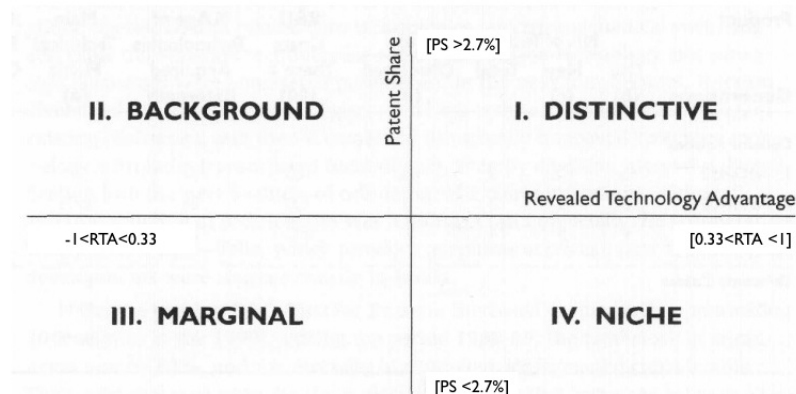 Patent Share
[PS >2.7%]
II. BACKGROUND
I. DISTINCTIVE
Revealed Technology Advantage
-1<RTA<0.33
[0.33<RTA <1]
III. MARGINAL
IV. NICHE
[PS <2.7%]